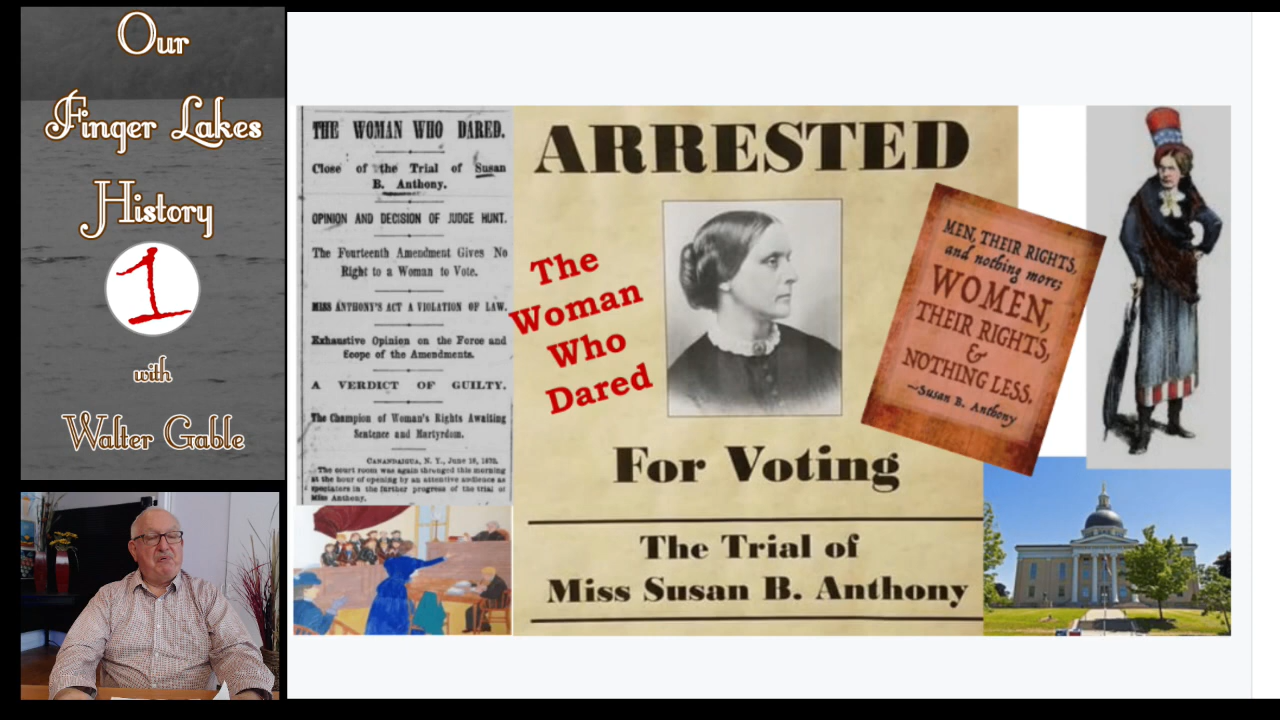 Our
Finger Lakes
History
1
with
Walter Gable
THE WOMAN WHO DARED.
Close of the Trial of Susan
B. Anthony.
OPINION AND DECISION OF JUDGE HUNT.
The Fourteenth Amendment Gives No
Right to a Woman to Vote.
MISS ANTHONY'S ACT A VIOLATION OF LAW.
Exhaustive Opinion on the Force and
Scope of the Amendments.
A VERDICT OF GUILTY.
The Champion of Woman's Rights Awaiting
Sentence and Martyrdom.
CANANDAIGUA, N. Y., June 18, 1873.
The court room was again thronged this morning
at the hour of opening by an attentive audience as
spectators in the further progress of the trial of
Miss Anthony.
ARRESTED
The
Woman
Who
Dared
For Voting
The Trial of
Miss Susan B. Anthony
MEN, THEIR RIGHTS,
and nothing more;
WOMEN,
THEIR RIGHTS,
&
NOTHING LESS.
~Susan B. Anthony